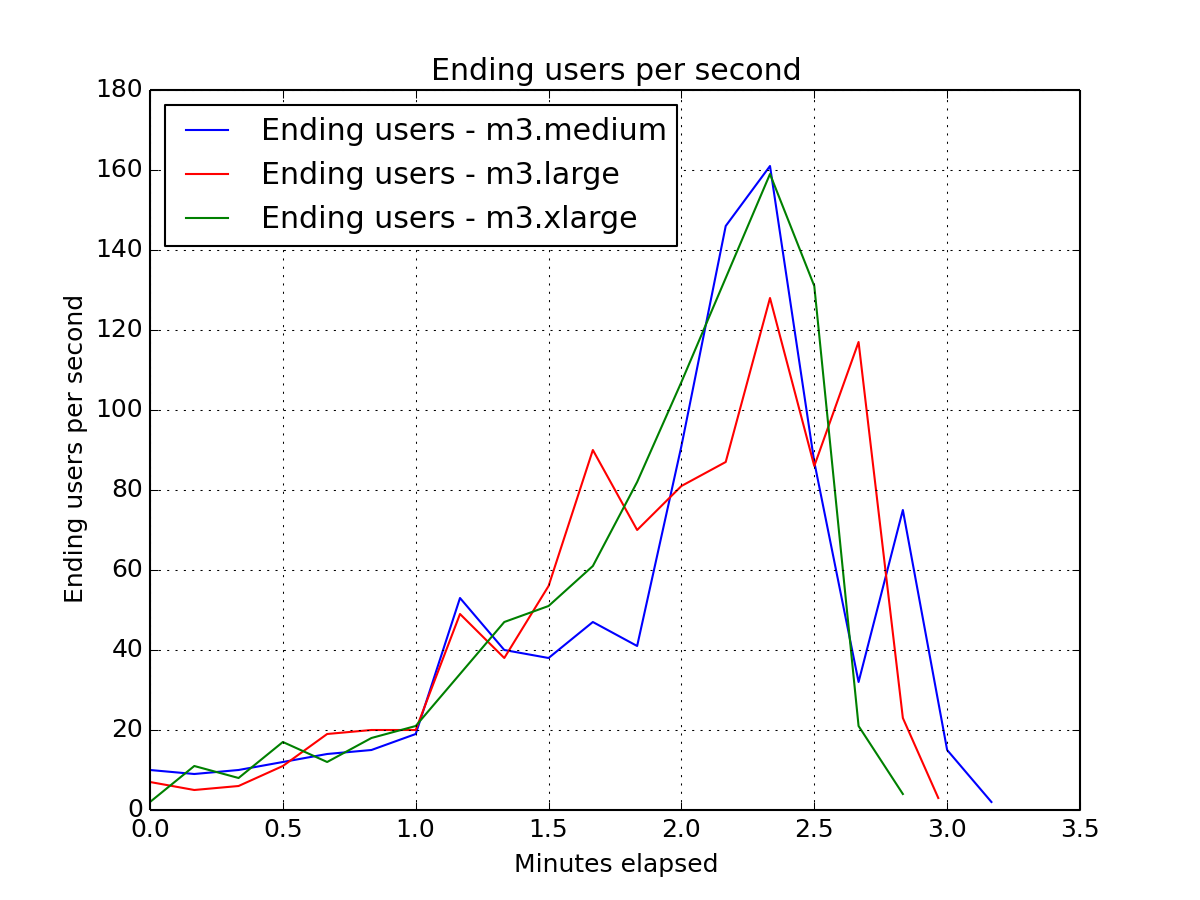 Ending users per second
180
160
140
120
100
80
60
40
20
0
Ending users per second
Ending users - m3.medium
Ending users - m3.large
Ending users - m3.xlarge
0.0 0.5 1.0 1.5 2.0 2.5 3.0 3.5
Minutes elapsed